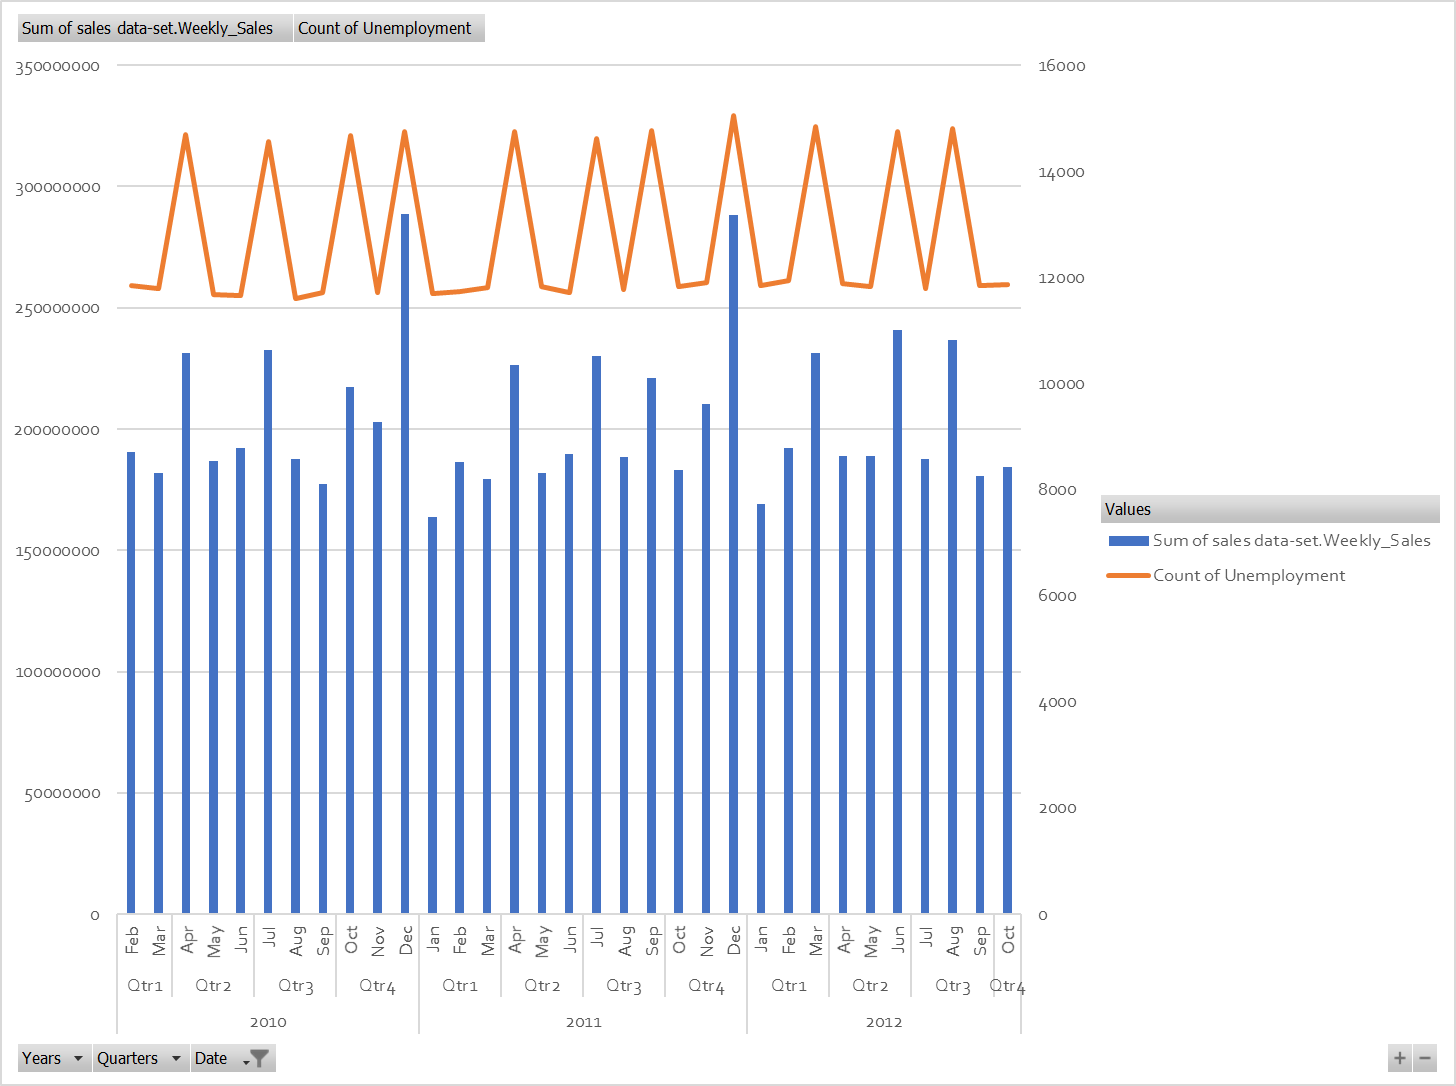 Sum of sales data-set.Weekly_Sales Count of Unemployment
350000000 16000
300000000 14000
250000000 12000
200000000 10000
150000000 8000
100000000 6000
50000000 4000
0 2000
0
Values
Sum of sales data-set.Weekly_Sales
Count of Unemployment
Feb Mar Apr May Jun Jul Aug Sep Oct Nov Dec Jan Feb Mar Apr May Jun Jul Aug Sep Oct Nov Dec Jan Feb Mar Apr May Jun Jul Aug Sep Oct
Qtr1 Qtr2 Qtr3 Qtr4 Qtr1 Qtr2 Qtr3 Qtr4 Qtr1 Qtr2 Qtr3 Qtr4
2010 2011 2012
Years Quarters Date